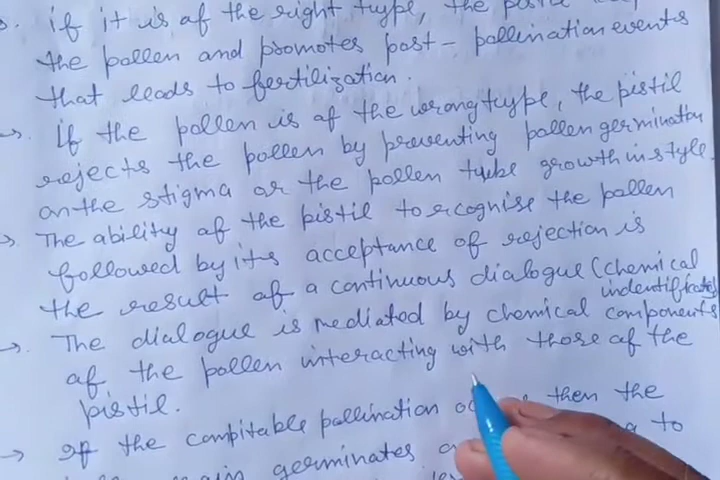 if it is of the right type, the
the pollen and promotes post - pollination events
that leads to fertilization.
→. If the pollen is of the wrong type, the pistil
rejects the pollen by preventing pollen germination
on the stigma or the pollen tube growth in style.
→ The ability of the pistil to recognise the pollen
followed by its acceptance of rejection is
the result of a continuous dialogue (chemical
indentificates
→ The dialogue is mediated by chemical components
of the pollen interacting with those of the
pistil.
→ If the compitable pollination then the
germinates to